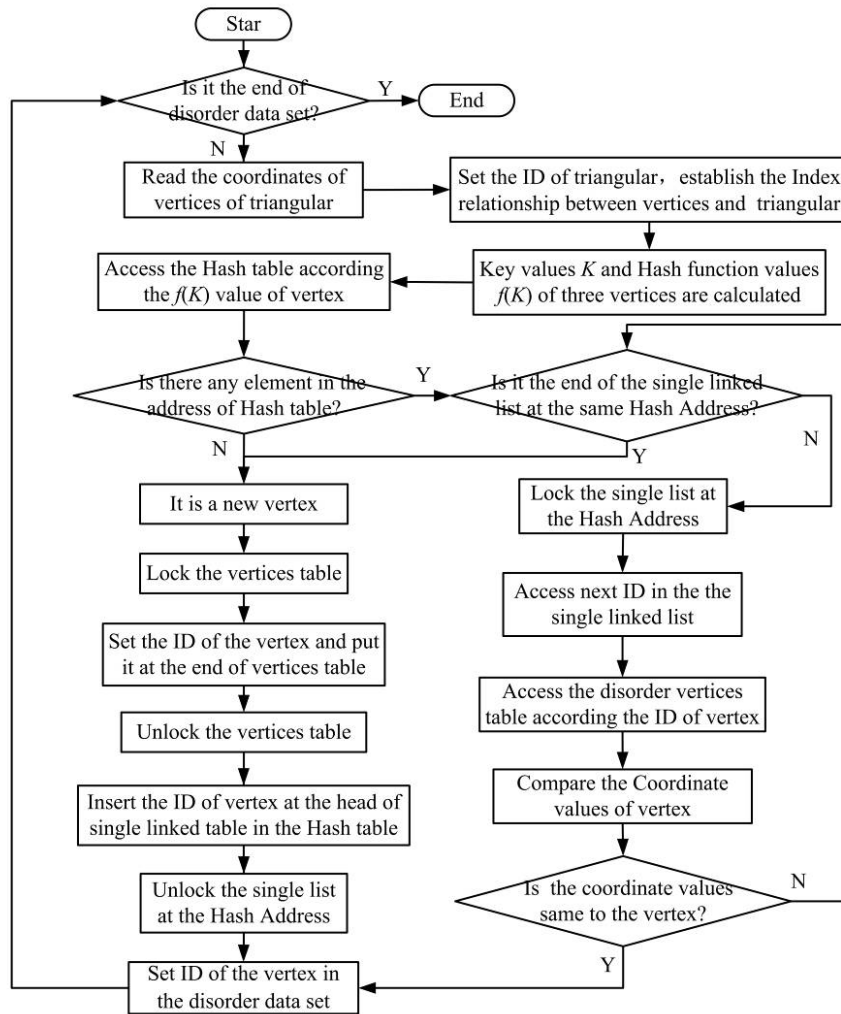 Star
Is it the end of
disorder data set?
Y
End
N
Read the coordinates of
vertices of triangular
Set the ID of triangular，establish the Index
relationship between vertices and triangular
Access the Hash table according
the f(K) value of vertex
Key values K and Hash function values
f(K) of three vertices are calculated
Is there any element in the
address of Hash table?
Y
Is it the end of the single linked
list at the same Hash Address?
N
N
Y
It is a new vertex
Lock the single list at
the Hash Address
Lock the vertices table
Access next ID in the the
single linked list
Set the ID of the vertex and put
it at the end of vertices table
Access the disorder vertices
table according the ID of vertex
Unlock the vertices table
Compare the Coordinate
values of vertex
Insert the ID of vertex at the head of
single linked table in the Hash table
Is the coordinate values
same to the vertex?
N
Unlock the single list
at the Hash Address
Y
Set ID of the vertex in
the disorder data set